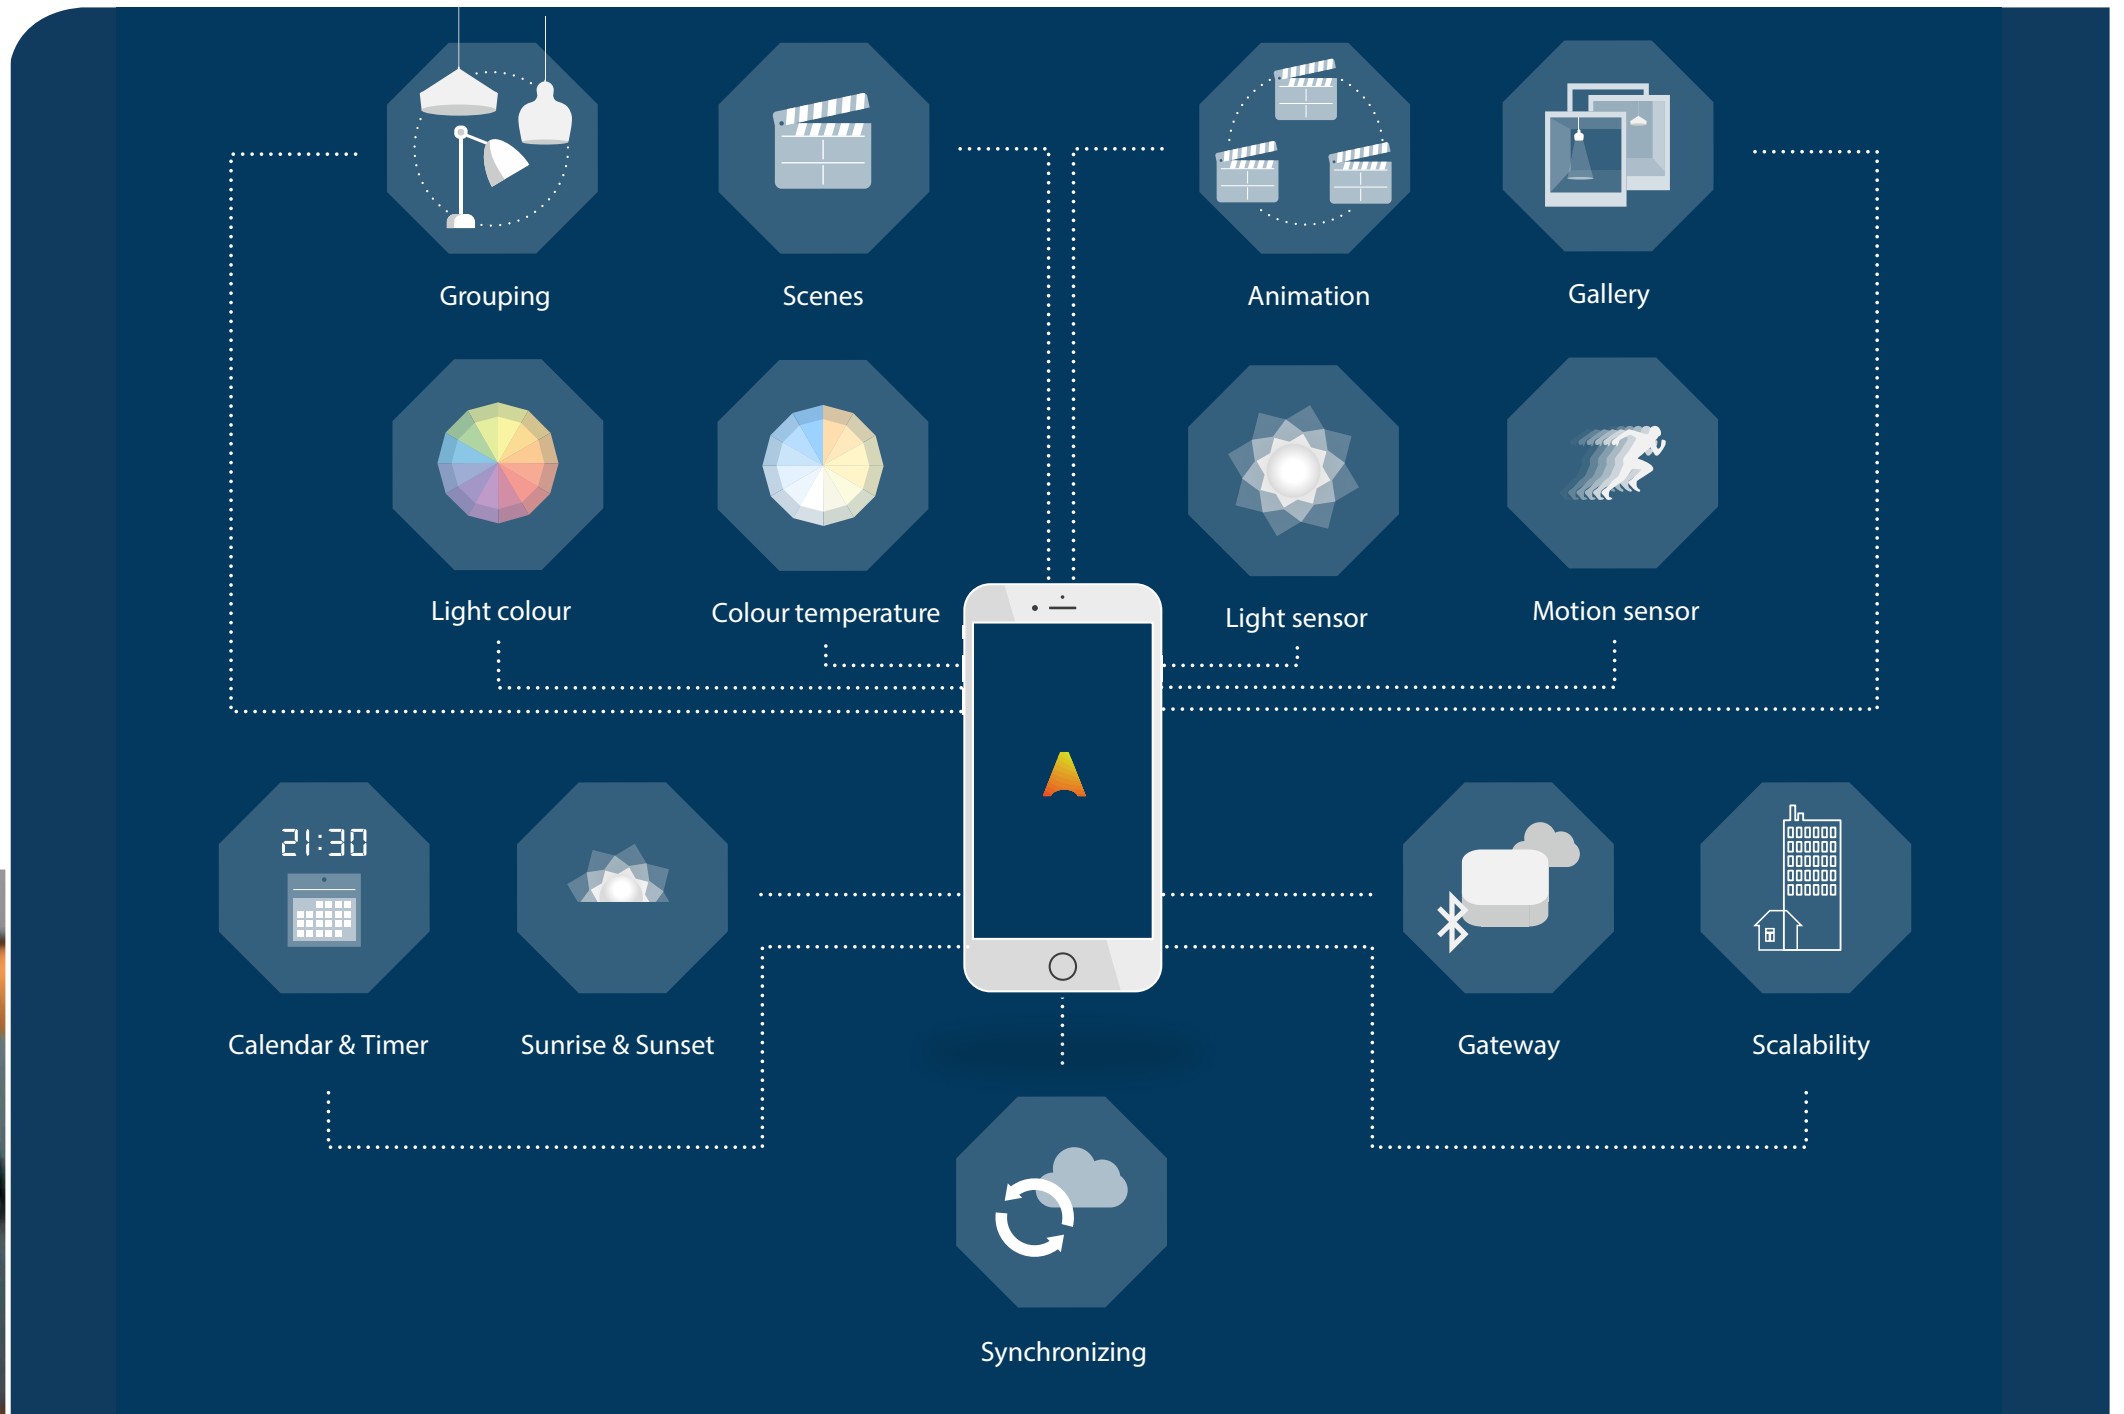 Grouping
Scenes
Animation
Gallery
Light colour
Colour temperature
Light sensor
Motion sensor
21:30
Calendar & Timer
Sunrise & Sunset
Gateway
Scalability
Synchronizing